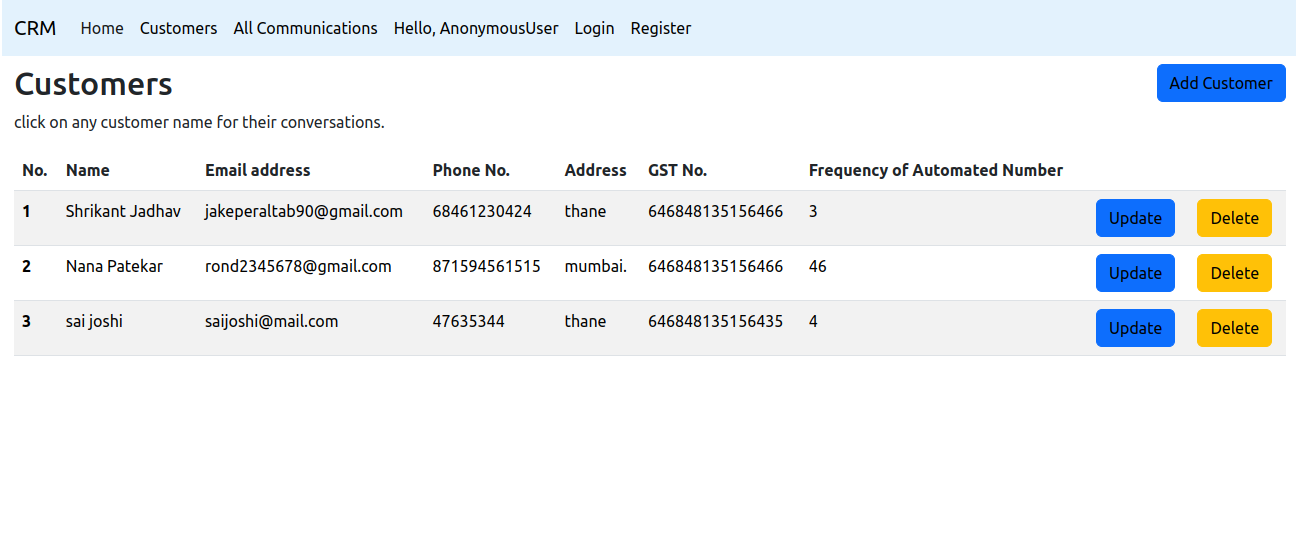 CRM Home Customers All Communications Hello, AnonymousUser Login Register
Customers Add Customer
click on any customer name for their conversations.
No. Name Email address Phone No. Address GST No. Frequency of Automated Number
1 Shrikant Jadhav jakeperaltab90@gmail.com 68461230424 thane 646848135156466 3 Update Delete
2 Nana Patekar rond2345678@gmail.com 871594561515 mumbai. 646848135156466 46 Update Delete
3 sai joshi saijoshi@mail.com 47635344 thane 646848135156435 4 Update Delete